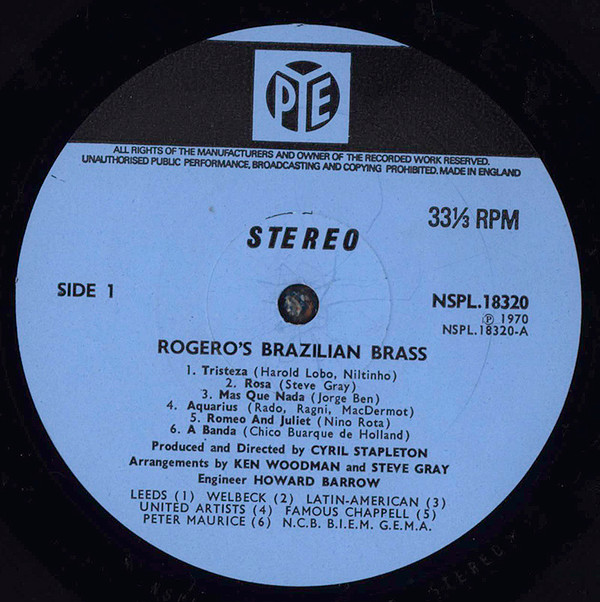 PYE
ALL RIGHTS OF THE MANUFACTURERS AND OWNER OF THE RECORDED WORK RESERVED.
UNAUTHORISED PUBLIC PERFORMANCE, BROADCASTING AND COPYING PROHIBITED. MADE IN ENGLAND
33⅓ RPM
STEREO
SIDE 1
NSPL.18320
℗ 1970
NSPL.18320-A
ROGERO'S BRAZILIAN BRASS
1. Tristeza (Harold Lobo, Niltinho)
2. Rosa (Steve Gray)
3. Mas Que Nada (Jorge Ben)
4. Aquarius (Rado, Ragni, MacDermot)
5. Romeo And Juliet (Nino Rota)
6. A Banda (Chico Buarque de Holland)
Produced and Directed by CYRIL STAPLETON
Arrangements by KEN WOODMAN and STEVE GRAY
Engineer HOWARD BARROW
LEEDS (1) WELBECK (2) LATIN-AMERICAN (3)
UNITED ARTISTS (4) FAMOUS CHAPPELL (5)
PETER MAURICE (6) N.C.B. B.I.E.M. G.E.M.A.
STEREO